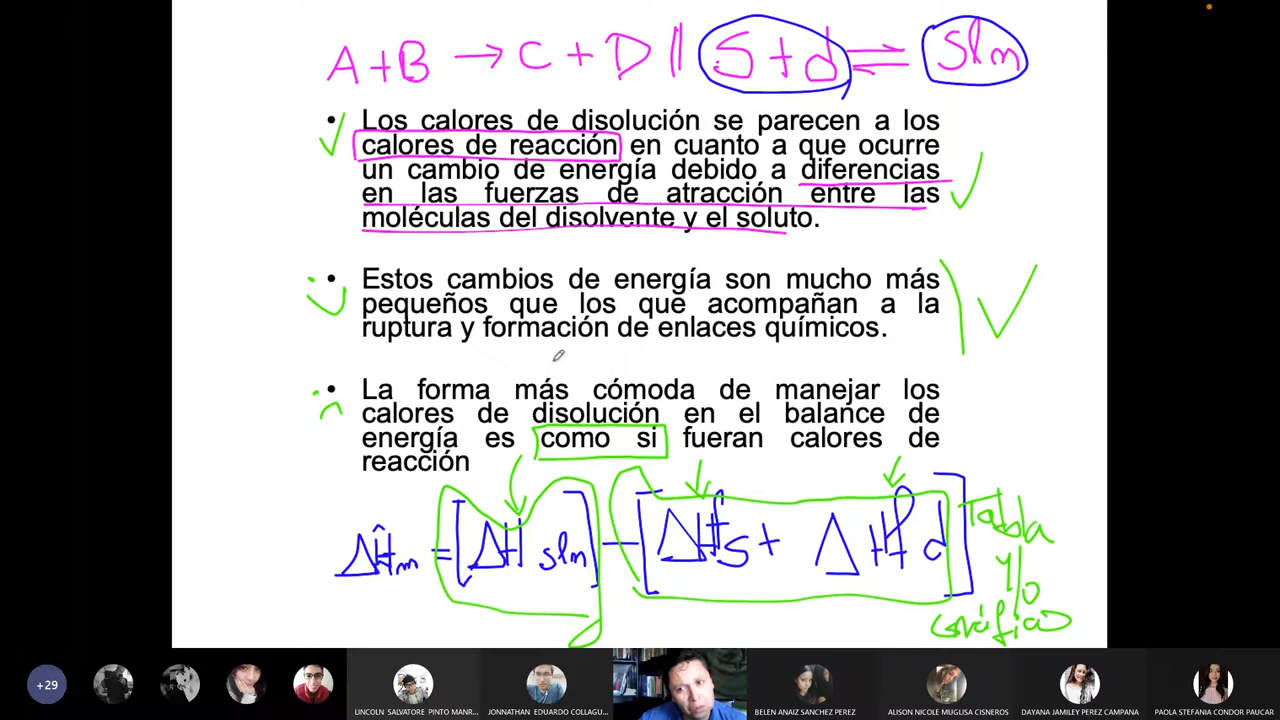 A + B → C + D || S + d ⇌ Slm
• Los calores de disolución se parecen a los
calores de reacción en cuanto a que ocurre
un cambio de energía debido a diferencias
en las fuerzas de atracción entre las
moléculas del disolvente y el soluto.
• Estos cambios de energía son mucho más
pequeños que los que acompañan a la
ruptura y formación de enlaces químicos.
• La forma más cómoda de manejar los
calores de disolución en el balance de
energía es como si fueran calores de
reacción
ΔĤm = [ΔH slm] - [ΔHf s + ΔHf d]
Tabla
y/o
Gráficas
+29
LINCOLN SALVATORE PINTO MANR...
JONNATHAN EDUARDO COLLAGU...
BELEN ANAIZ SANCHEZ PEREZ
ALISON NICOLE MUGLISA CISNEROS
DAYANA JAMILEY PEREZ CAMPANA
PAOLA STEFANIA CONDOR PAUCAR